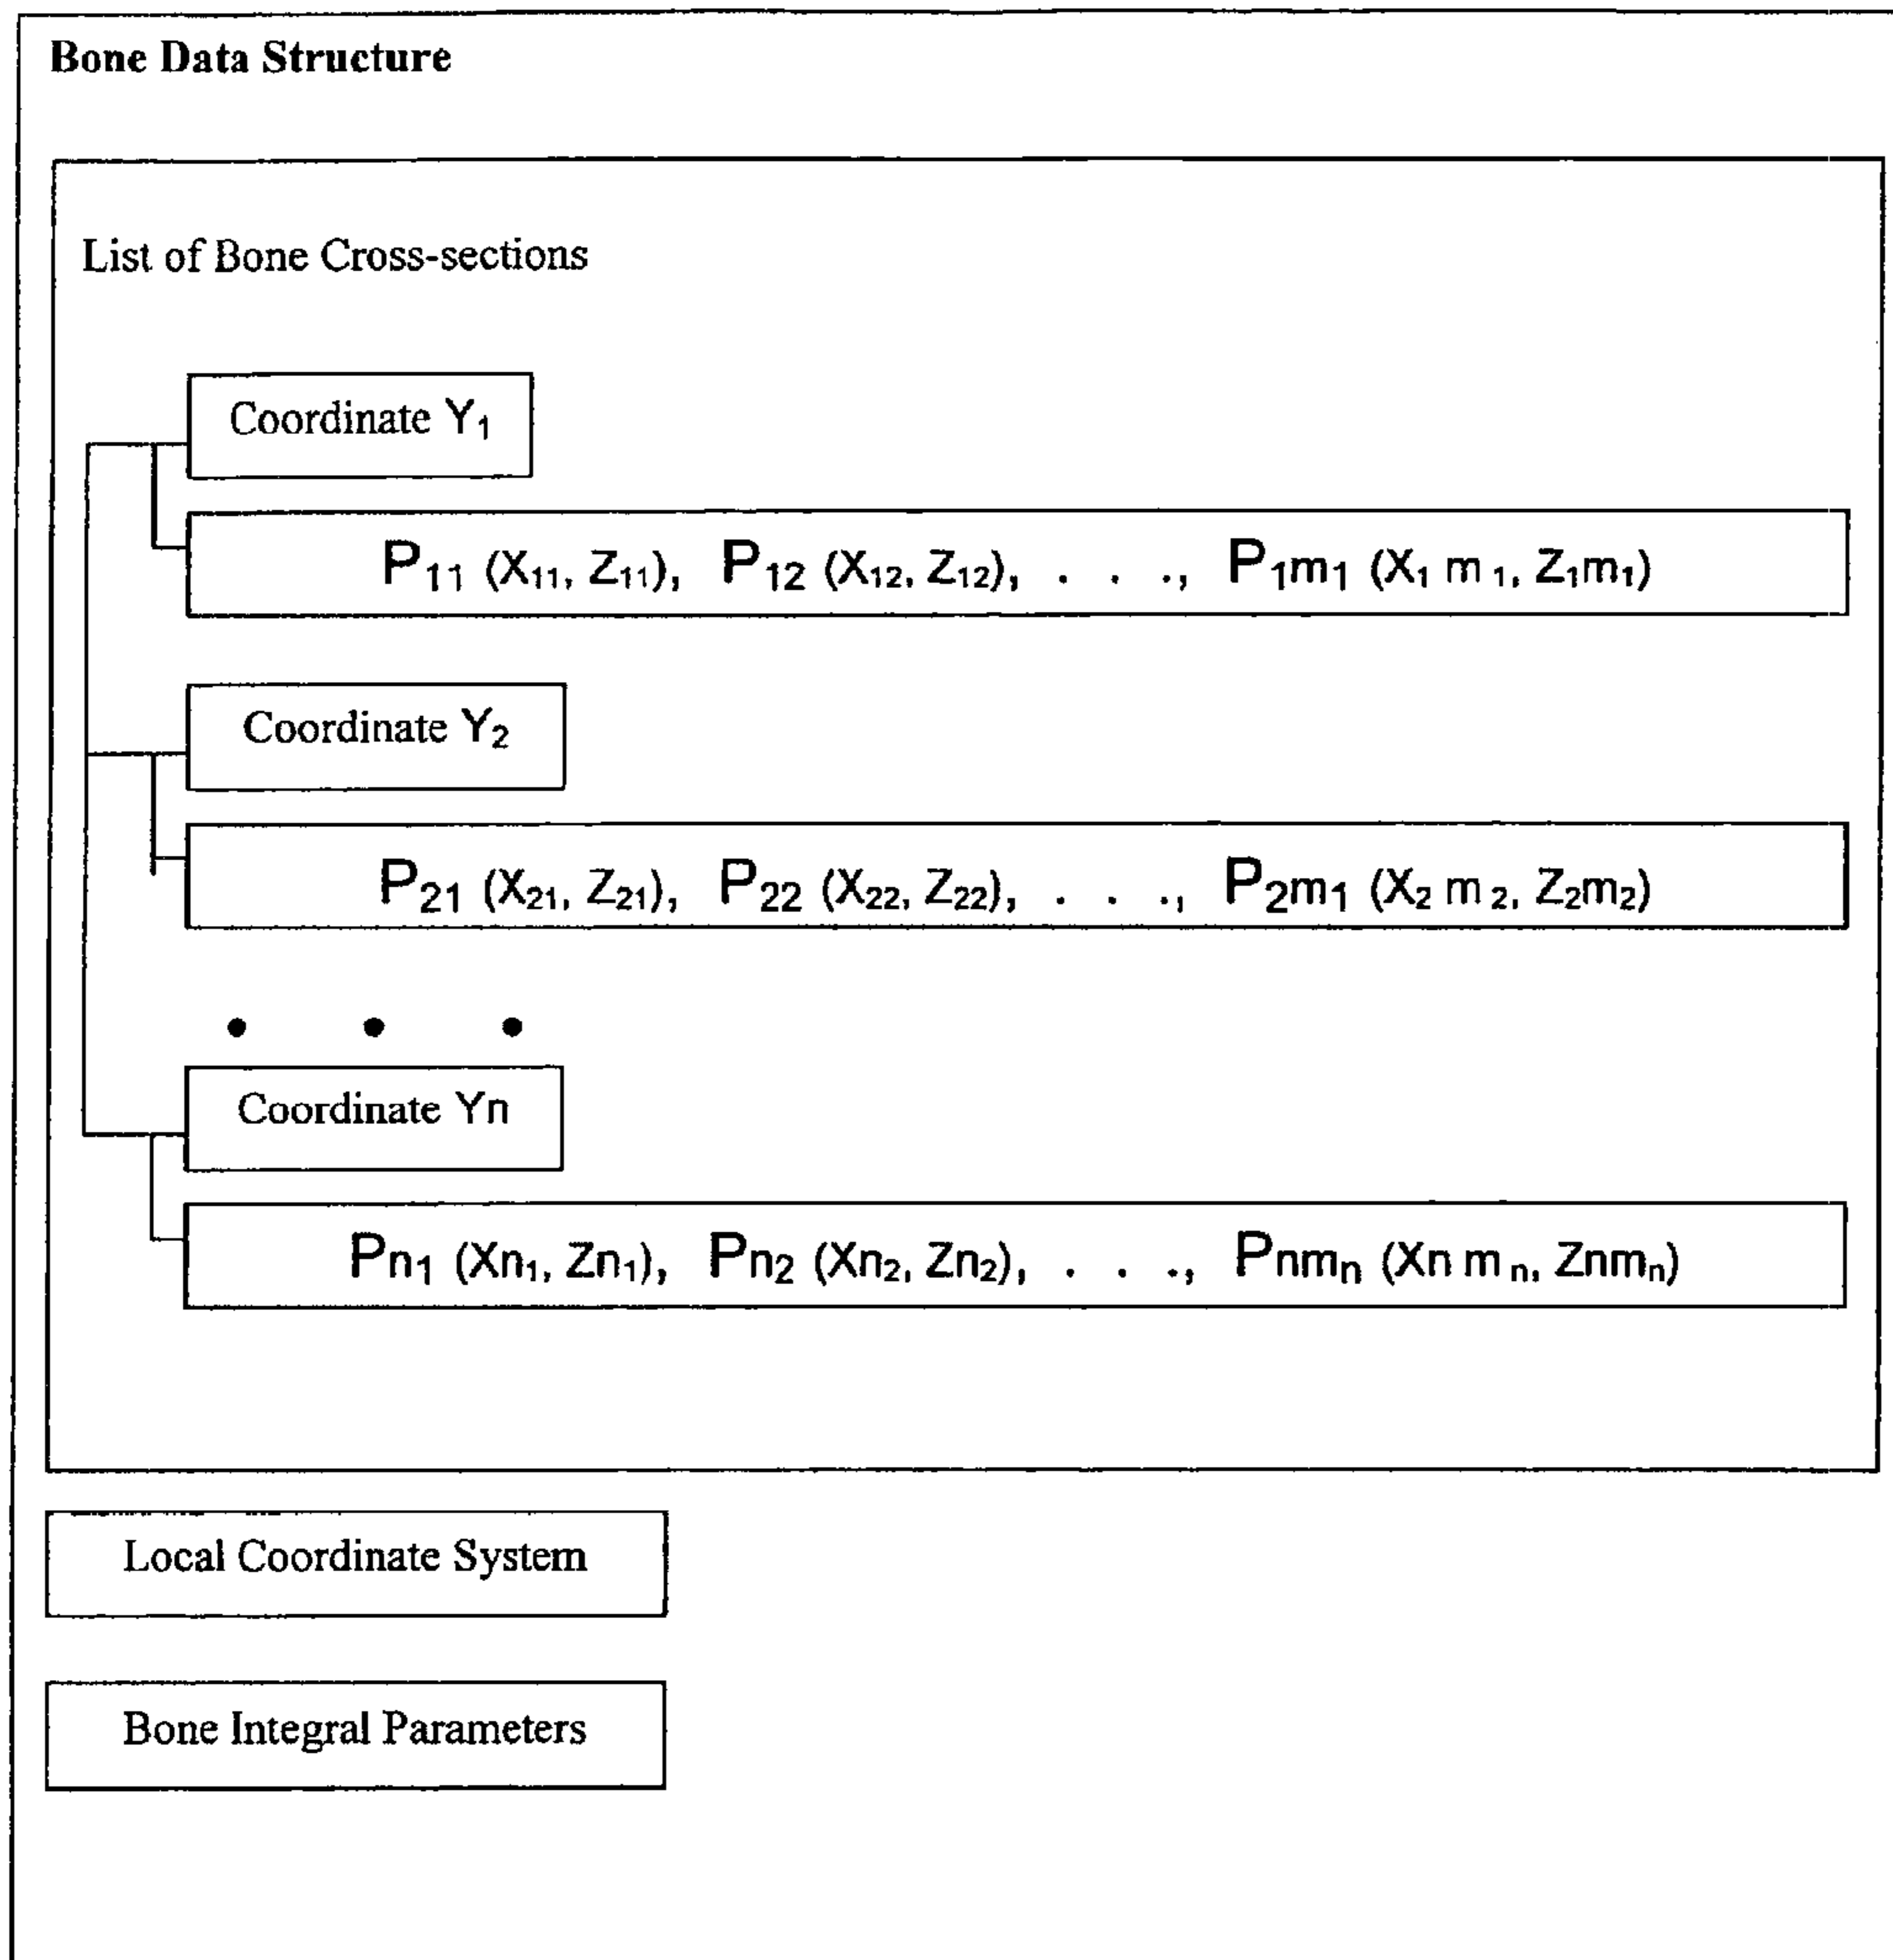 Bone Data Structure
List of Bone Cross-sections
Coordinate Y₁
P₁₁ (X₁₁, Z₁₁), P₁₂ (X₁₂, Z₁₂), . . ., P₁m₁ (X₁ m ₁, Z₁m₁)
Coordinate Y₂
P₂₁ (X₂₁, Z₂₁), P₂₂ (X₂₂, Z₂₂), . . ., P₂m₁ (X₂ m ₂, Z₂m₂)
• • •
Coordinate Yn
Pn₁ (Xn₁, Zn₁), Pn₂ (Xn₂, Zn₂), . . ., Pnmₙ (Xn m ₙ, Znmₙ)
Local Coordinate System
Bone Integral Parameters